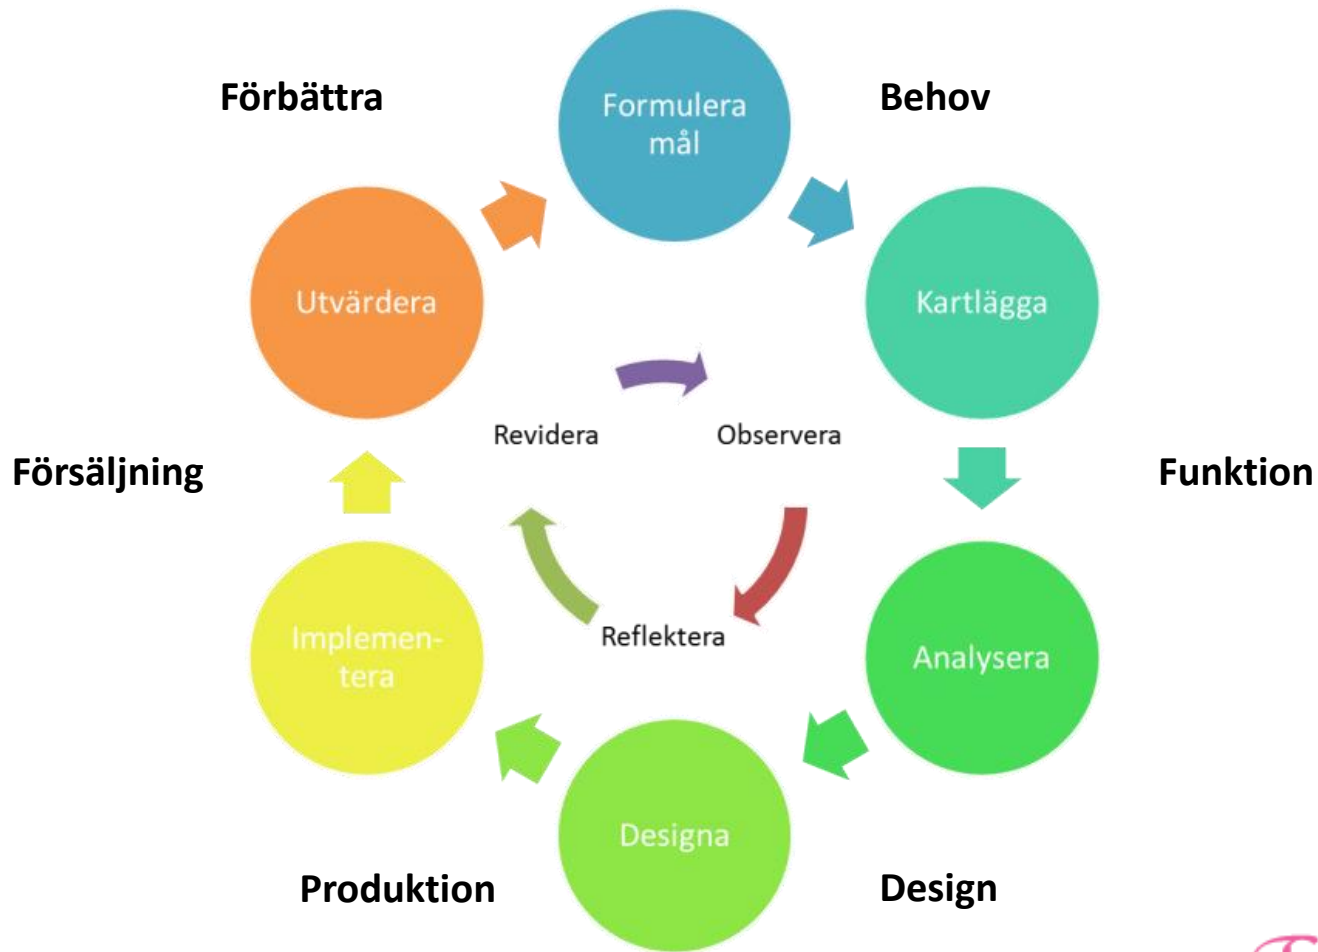 Förbättra
Formulera
mål
Behov
Utvärdera
Kartlägga
Revidera
Observera
Försäljning
Funktion
Implemen-
tera
Reflektera
Analysera
Designa
Produktion
Design